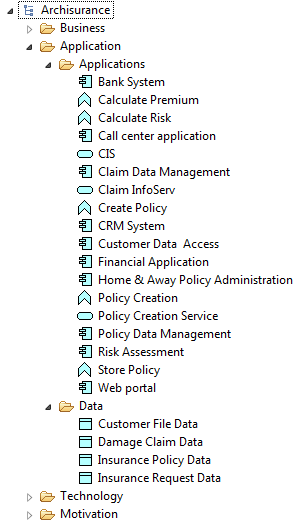 Archisurance
Business
Application
Applications
Bank System
Calculate Premium
Calculate Risk
Call center application
CIS
Claim Data Management
Claim InfoServ
Create Policy
CRM System
Customer Data  Access
Financial Application
Home & Away Policy Administration
Policy Creation
Policy Creation Service
Policy Data Management
Risk Assessment
Store Policy
Web portal
Data
Customer File Data
Damage Claim Data
Insurance Policy Data
Insurance Request Data
Technology
Motivation